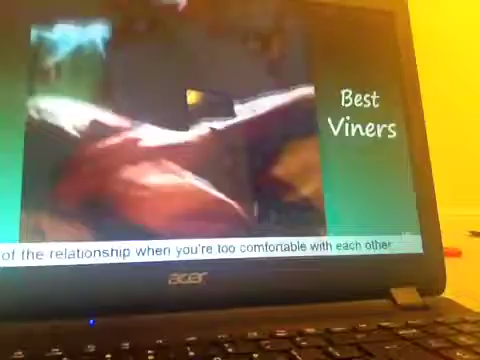 Best
Viners
of the relationship when you're too comfortable with each other
acer